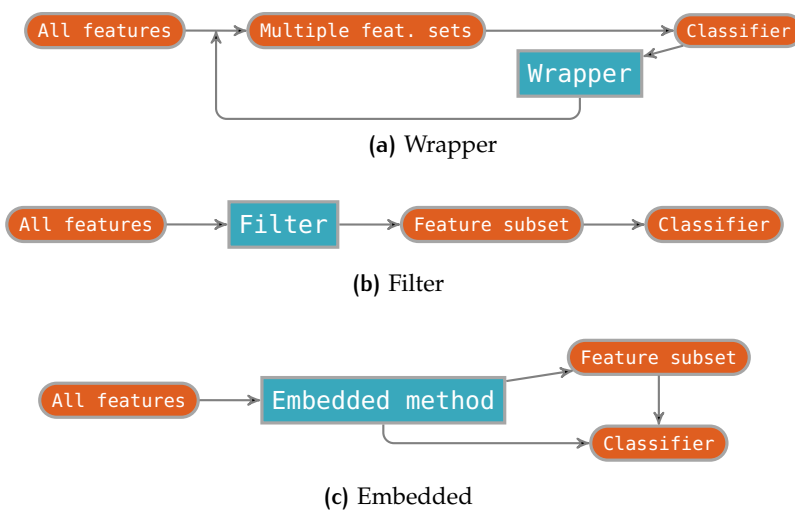 All features
Multiple feat. sets
Classifier
Wrapper
(a) Wrapper
All features
Filter
Feature subset
Classifier
(b) Filter
Feature subset
All features
Embedded method
Classifier
(c) Embedded